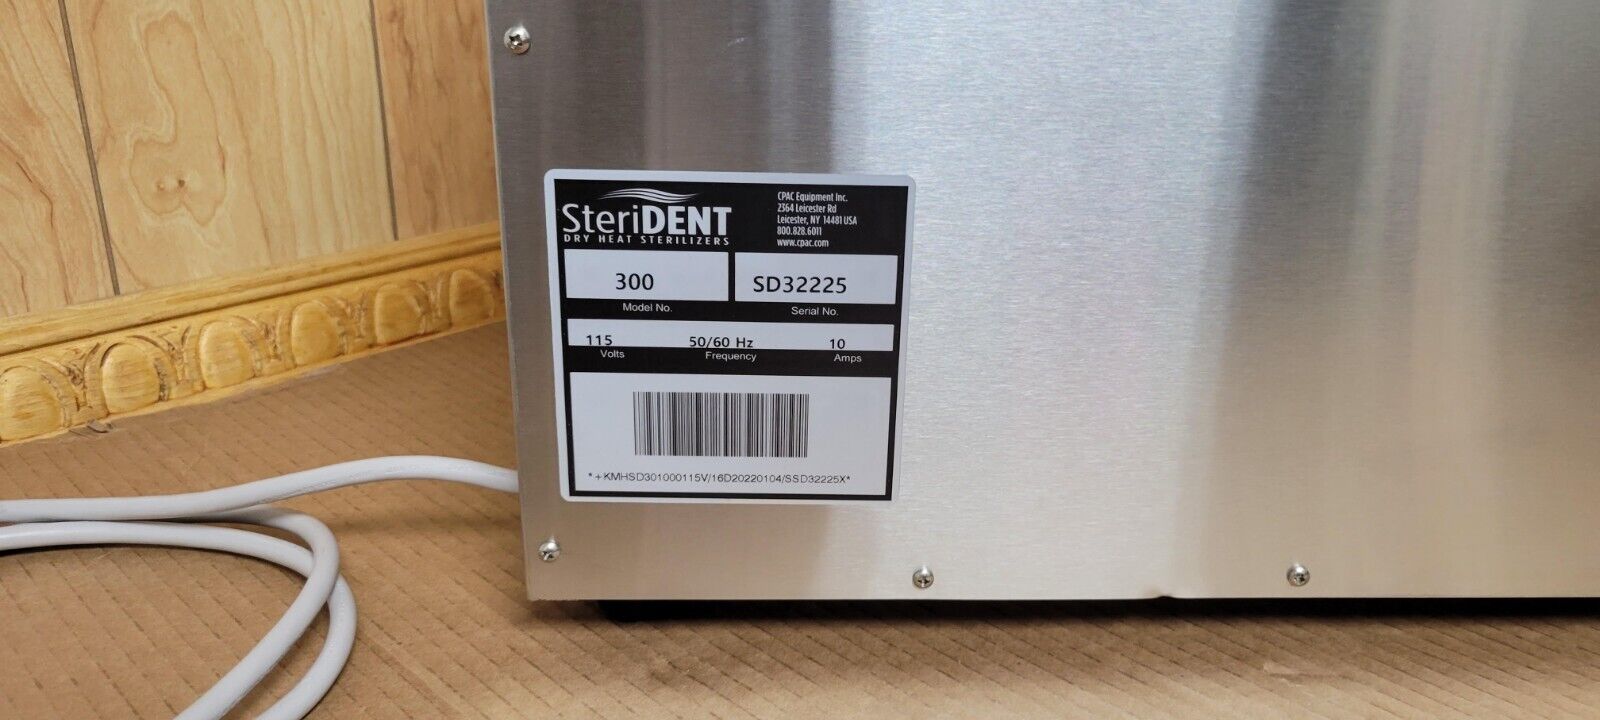 SteriDENT
DRY HEAT STERILIZERS
CPAC Equipment Inc.
2364 Leicester Rd
Leicester, NY 14481 USA
800.828.6011
www.cpac.com
300
Model No.
SD32225
Serial No.
115
Volts
50/60 Hz
Frequency
10
Amps
*+KMHSD301000115V/16D20220104/SSD32225X*